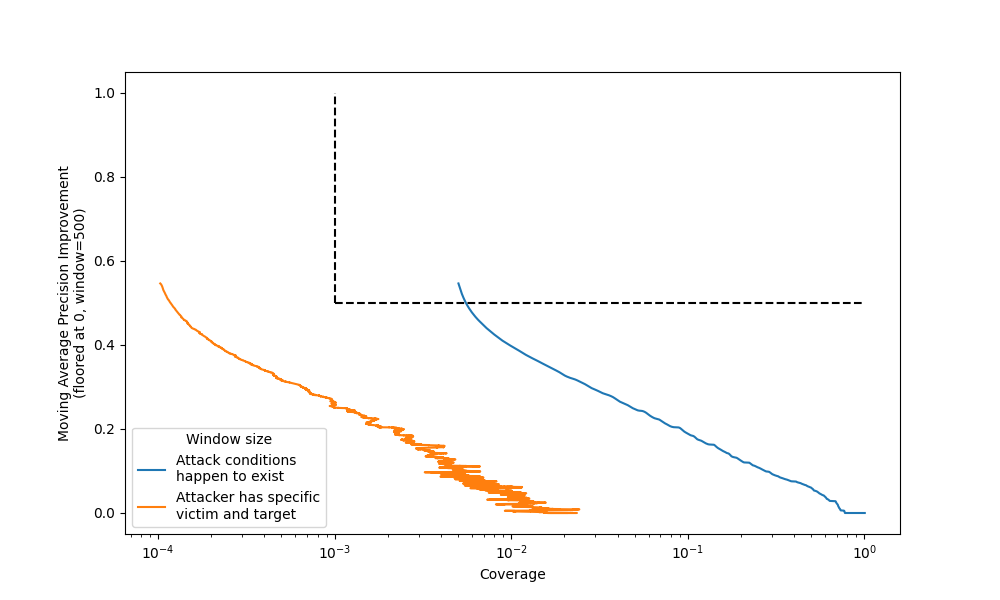 1.0
0.8
0.6
0.4
0.2
0.0
Moving Average Precision Improvement
(floored at 0, window=500)
Window size
Attack conditions
happen to exist
Attacker has specific
victim and target
10⁻⁴
10⁻³
10⁻²
10⁻¹
10⁰
Coverage